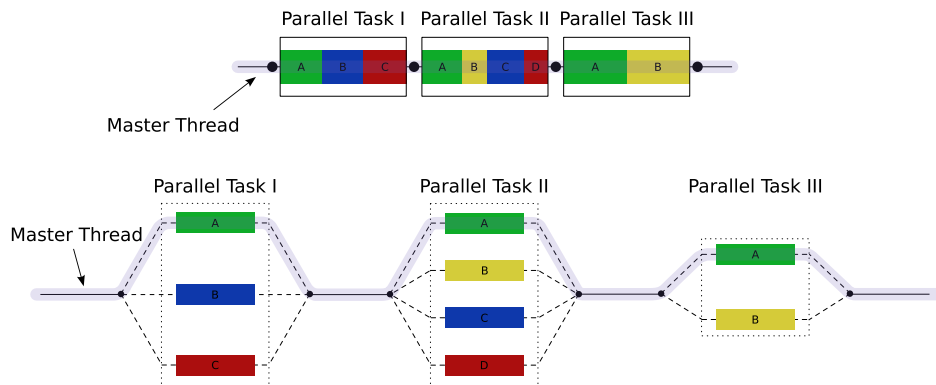 Parallel Task I Parallel Task II Parallel Task III
A B C A B C D A B
Master Thread
Parallel Task I Parallel Task II Parallel Task III
A A
Master Thread
A
B
B
C
B
C D